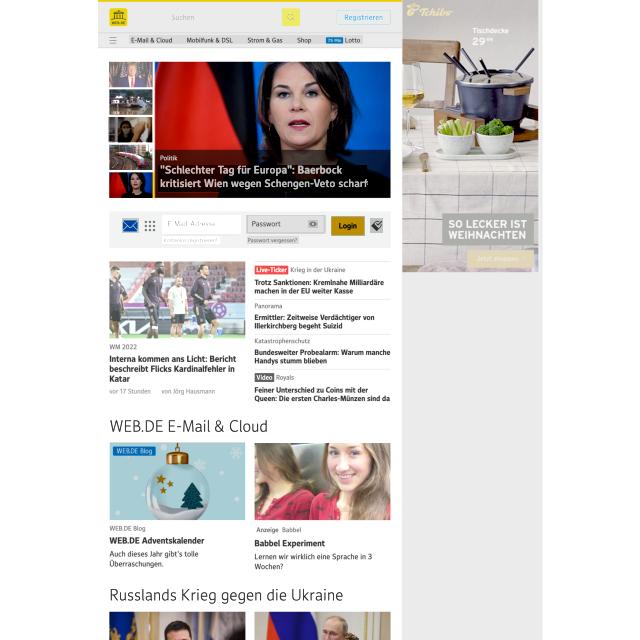 WEB.DE
Suchen
Registrieren
E-Mail & Cloud
Mobilfunk & DSL
Strom & Gas
Shop
Lotto
Tchibo
Tischdecke
29
SO LECKER IST
WEIHNACHTEN
Jetzt shoppen
Politik
"Schlechter Tag für Europa": Baerbock
kritisiert Wien wegen Schengen-Veto scharf
E-Mail-Adresse
Passwort
Login
Kostenlos registrieren?
Passwort vergessen?
WM 2022
Interna kommen ans Licht: Bericht
beschreibt Flicks Kardinalfehler in
Katar
vor 17 Stunden von Jörg Hausmann
Live-Ticker Krieg in der Ukraine
Trotz Sanktionen: Kremlnahe Milliardäre
machen in der EU weiter Kasse
Panorama
Ermittler: Zeitweise Verdächtiger von
Illerkirchberg begeht Suizid
Katastrophenschutz
Bundesweiter Probealarm: Warum manche
Handys stumm blieben
Video Royals
Feiner Unterschied zu Coins mit der
Queen: Die ersten Charles-Münzen sind da
WEB.DE E-Mail & Cloud
WEB.DE Blog
WEB.DE Blog
WEB.DE Adventskalender
Auch dieses Jahr gibt's tolle
Überraschungen.
Anzeige Babbel
Babbel Experiment
Lernen wir wirklich eine Sprache in 3
Wochen?
Russlands Krieg gegen die Ukraine